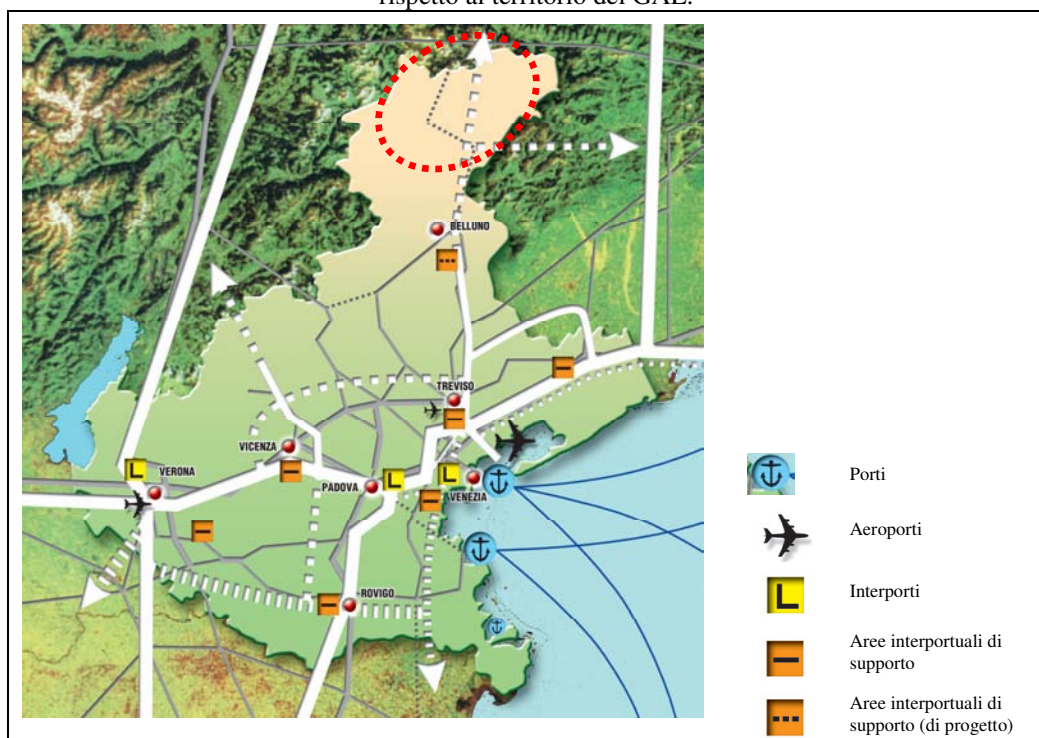 rispetto al territorio del GAL.
BELLUNO
TREVISO
VICENZA
VERONA
PADOVA
VENEZIA
ROVIGO
L
L
L
Porti
Aeroporti
L
Interporti
Aree interportuali di
supporto
Aree interportuali di
supporto (di progetto)